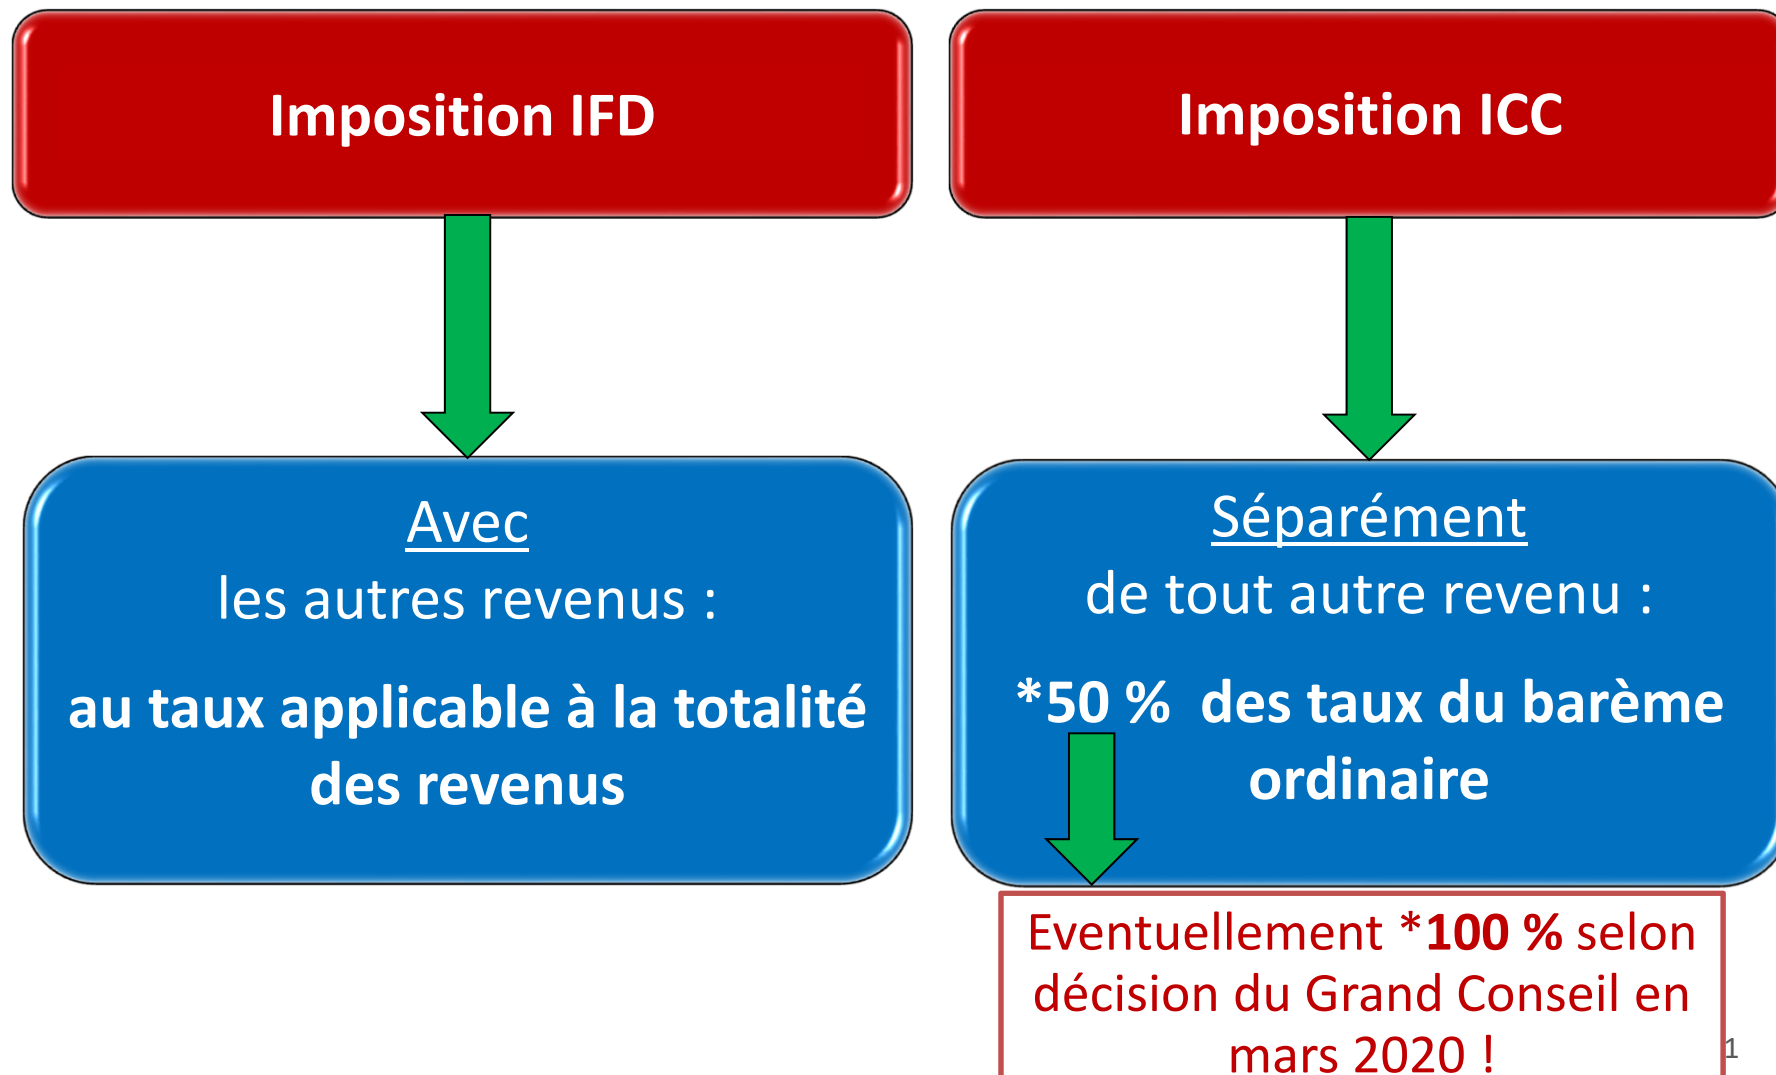 Imposition IFD
Avec
les autres revenus :
au taux applicable à la totalité
des revenus
Imposition ICC
Séparément
de tout autre revenu :
*50 %  des taux du barème
ordinaire
Eventuellement *100 % selon
décision du Grand Conseil en
mars 2020 !
1